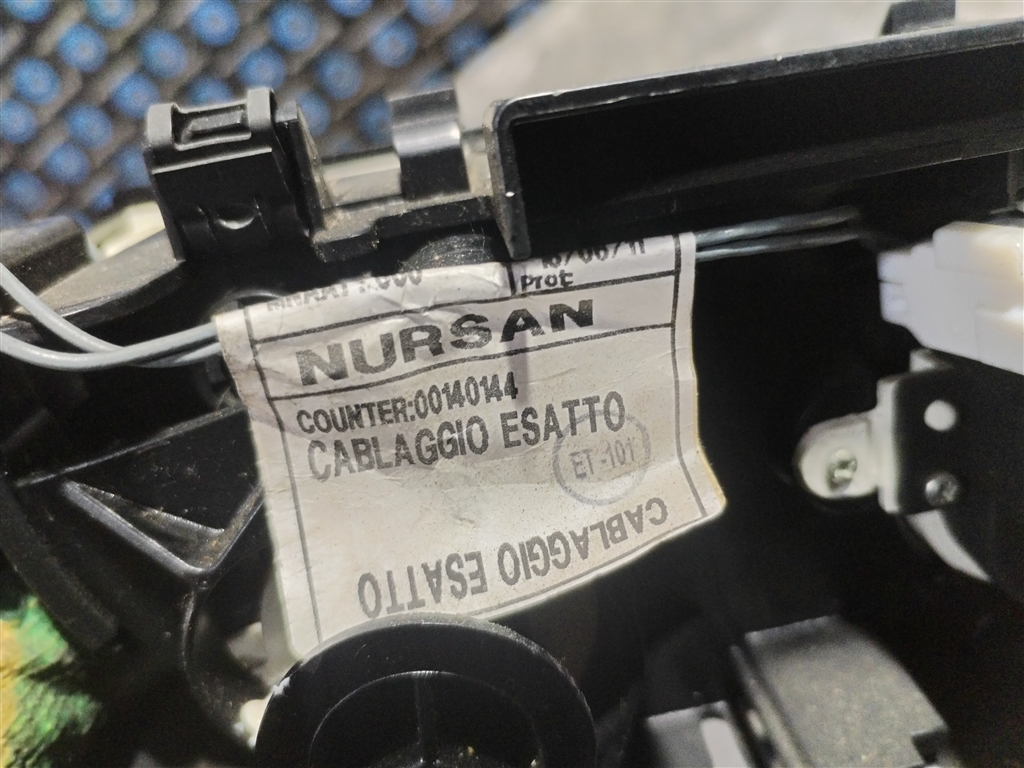 Prot
NURSAN
COUNTER:00140144
CABLAGGIO ESATTO
ET-101
CABLAGGIO ESATTO